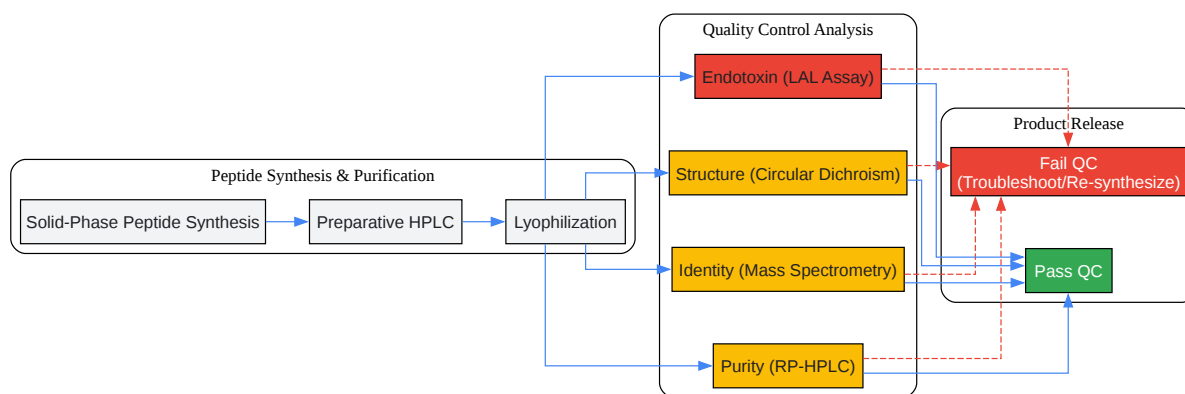 Peptide Synthesis & Purification
Solid-Phase Peptide Synthesis
Preparative HPLC
Lyophilization
Quality Control Analysis
Endotoxin (LAL Assay)
Structure (Circular Dichroism)
Identity (Mass Spectrometry)
Purity (RP-HPLC)
Product Release
Fail QC
(Troubleshoot/Re-synthesize)
Pass QC